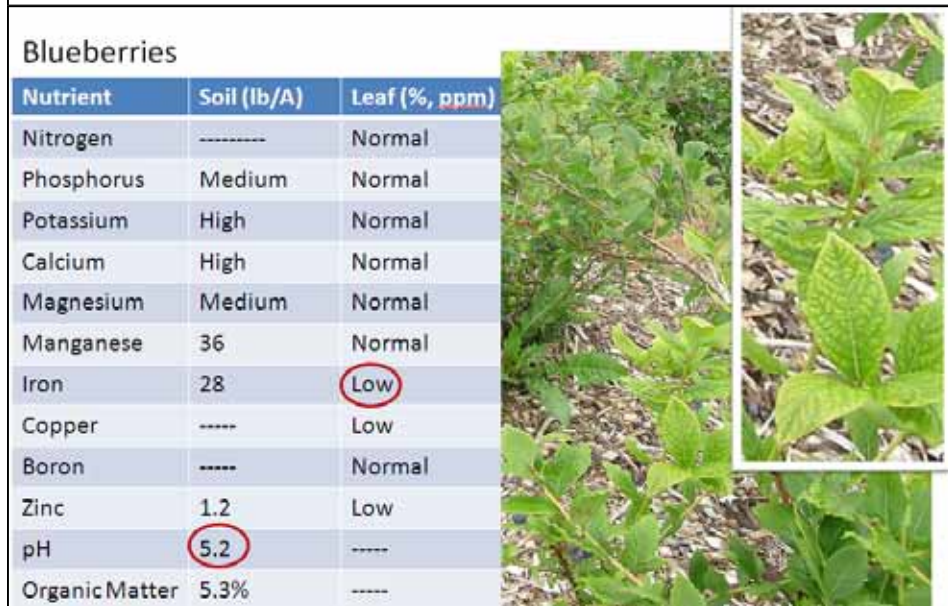 Blueberries
Nutrient Soil (lb/A) Leaf (%, ppm)
Nitrogen --------- Normal
Phosphorus Medium Normal
Potassium High Normal
Calcium High Normal
Magnesium Medium Normal
Manganese 36 Normal
Iron 28 Low
Copper ----- Low
Boron ----- Normal
Zinc 1.2 Low
pH 5.2 -----
Organic Matter 5.3% -----